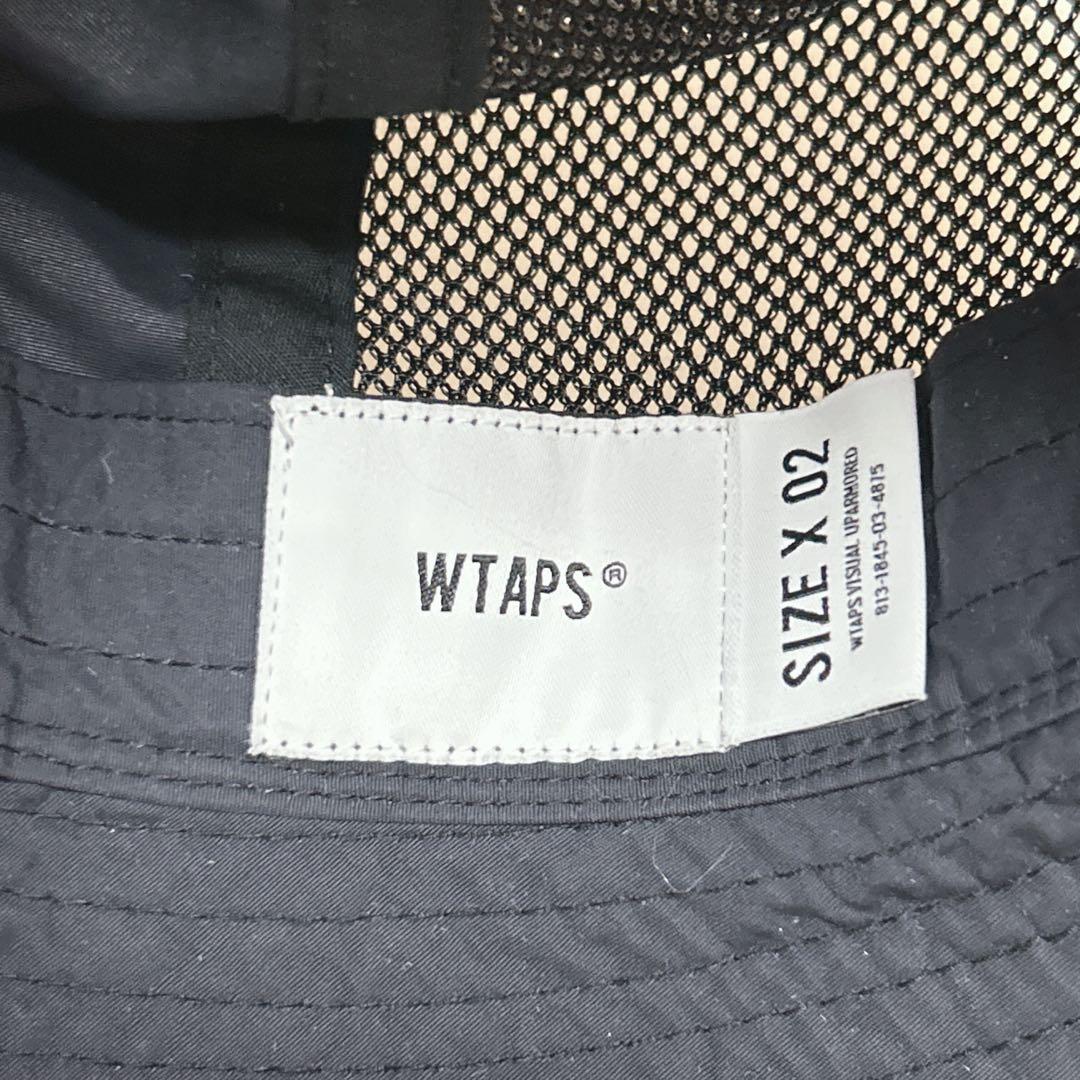 WTAPS®
SIZE X 02
WTAPS VISUAL UPARMORED
813-1845-03-4815